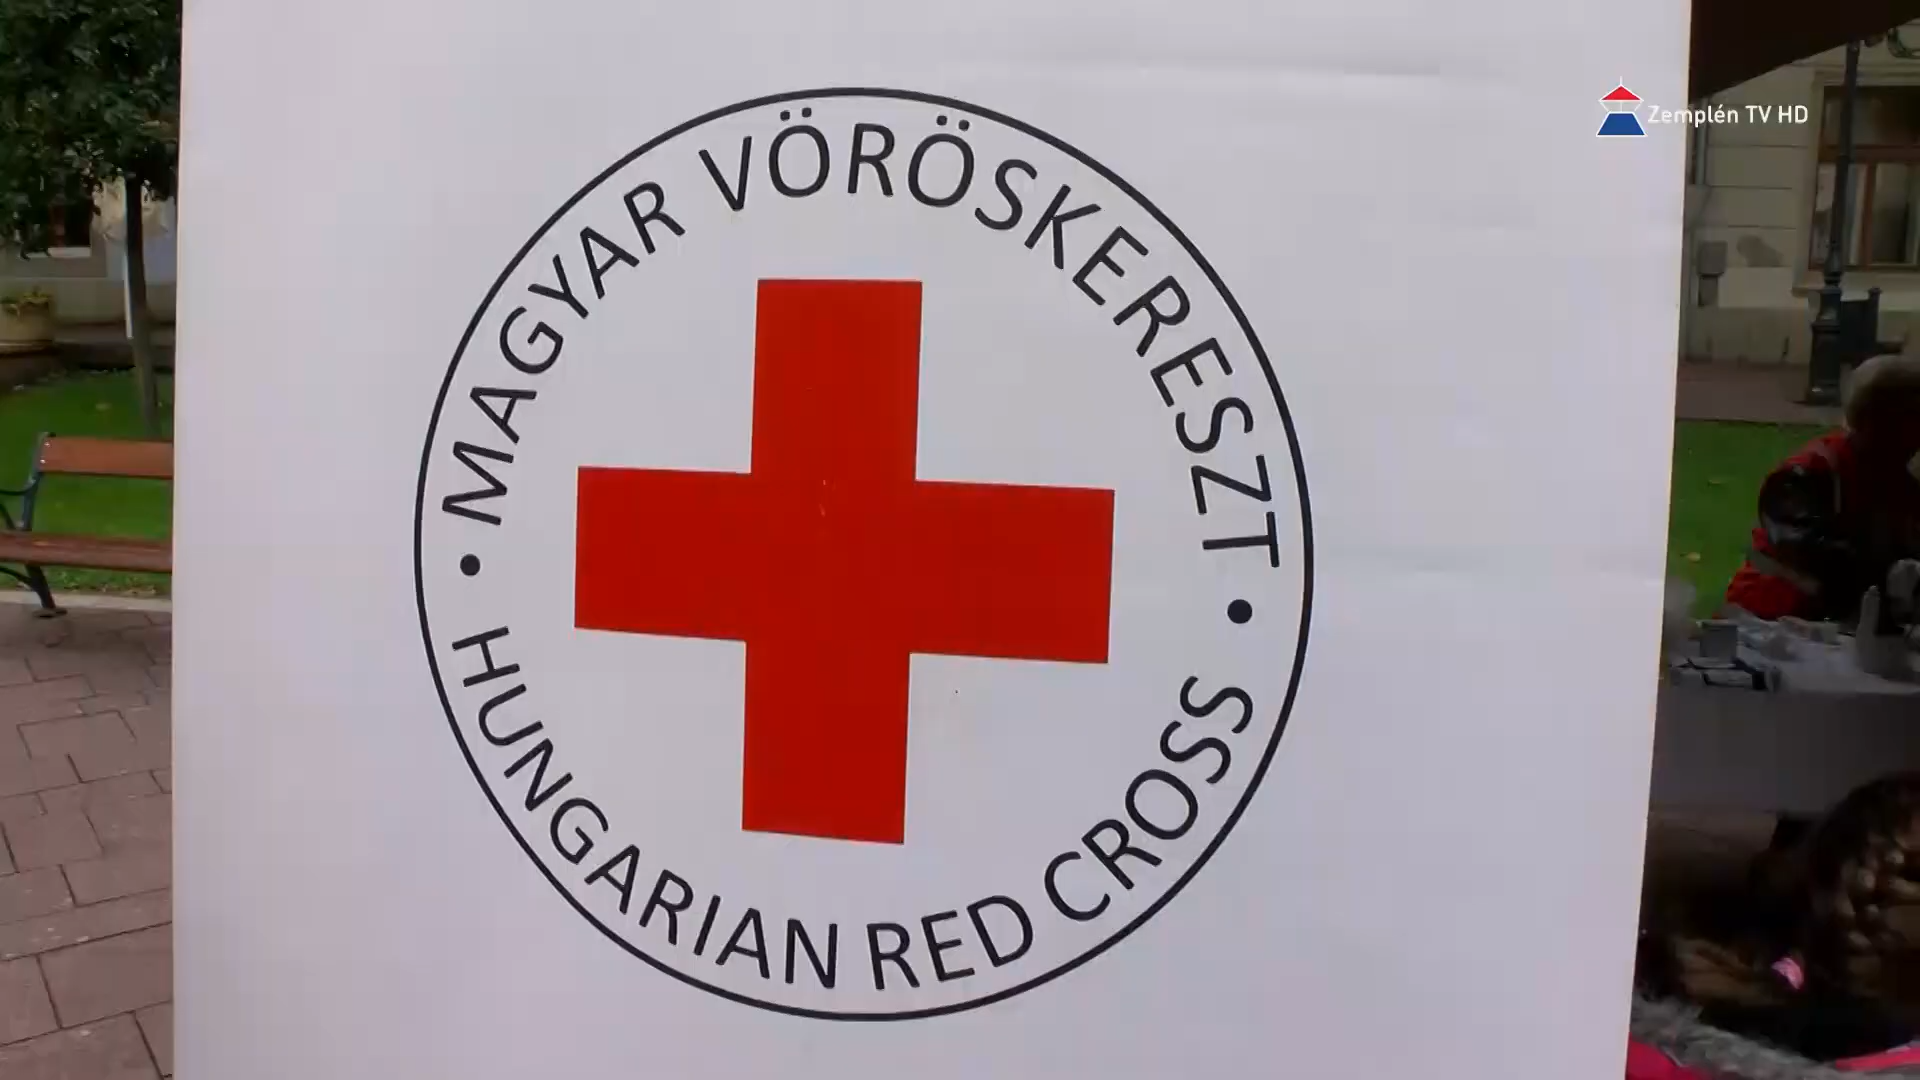 Zemplén TV HD
• MAGYAR VÖRÖSKERESZT •
HUNGARIAN RED CROSS